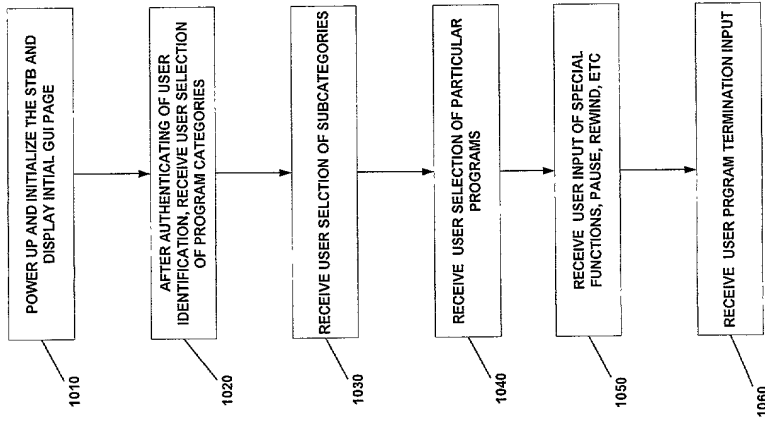 POWER UP AND INITIALIZE THE STB AND
DISPLAY INTIAL GUI PAGE
1010
AFTER AUTHENTICATING OF USER
IDENTIFICATION, RECEIVE USER SELECTION
OF PROGRAM CATEGORIES
1020
RECEIVE USER SELCTION OF SUBCATEGORIES
1030
RECEIVE USER SELECTION OF PARTICULAR
PROGRAMS
1040
RECEIVE USER INPUT OF SPECIAL
FUNCTIONS, PAUSE, REWIND, ETC
1050
RECEIVE USER PRGRAM TERMINATION INPUT
1060